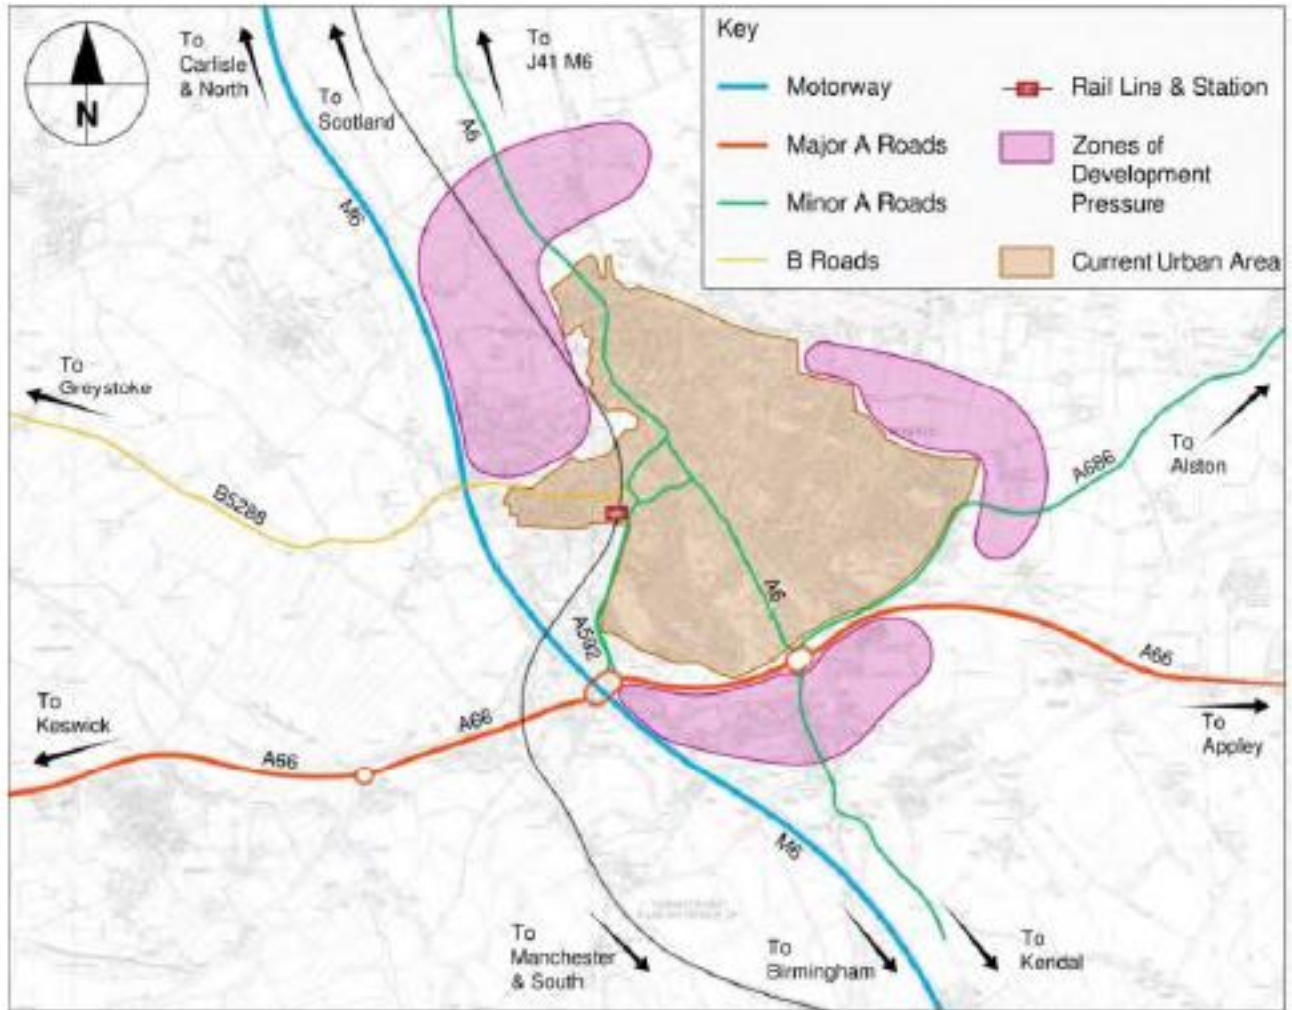 To
Carlisle
& North
To
Scotland
To
J41 M6
N
A6
M6
Key
Motorway
Major A Roads
Minor A Roads
B Roads
Rail Line & Station
Zones of
Development
Pressure
Current Urban Area
To
Greystoke
B5288
To
Alston
A686
A6
A592
To
Keswick
A66
A66
A66
To
Appley
M6
To
Manchester
& South
To
Birmingham
To
Kendal